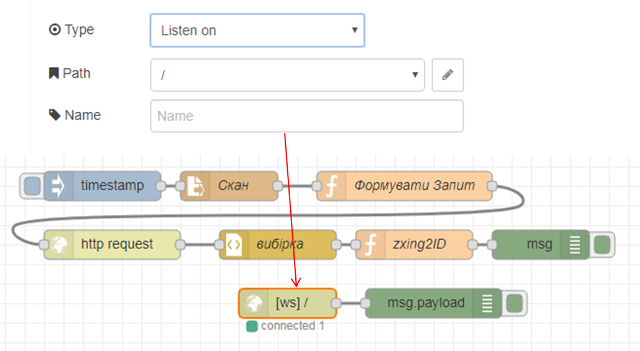 Type
Listen on
Path
/
Name
Name
timestamp
Скан
Формувати Запит
http request
вибірка
zxing2ID
msg
[ws] /
msg.payload
connected 1